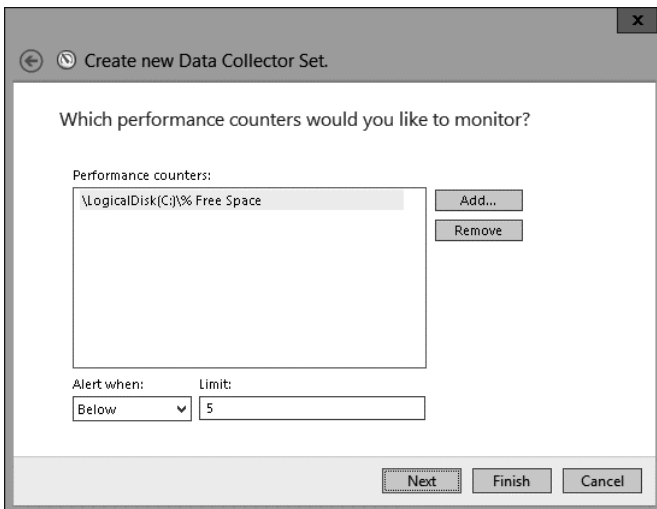 x
Create new Data Collector Set.
Which performance counters would you like to monitor?
Performance counters:
\LogicalDisk(C:)\% Free Space
Add...
Remove
Alert when:
Limit:
Below
5
Next
Finish
Cancel